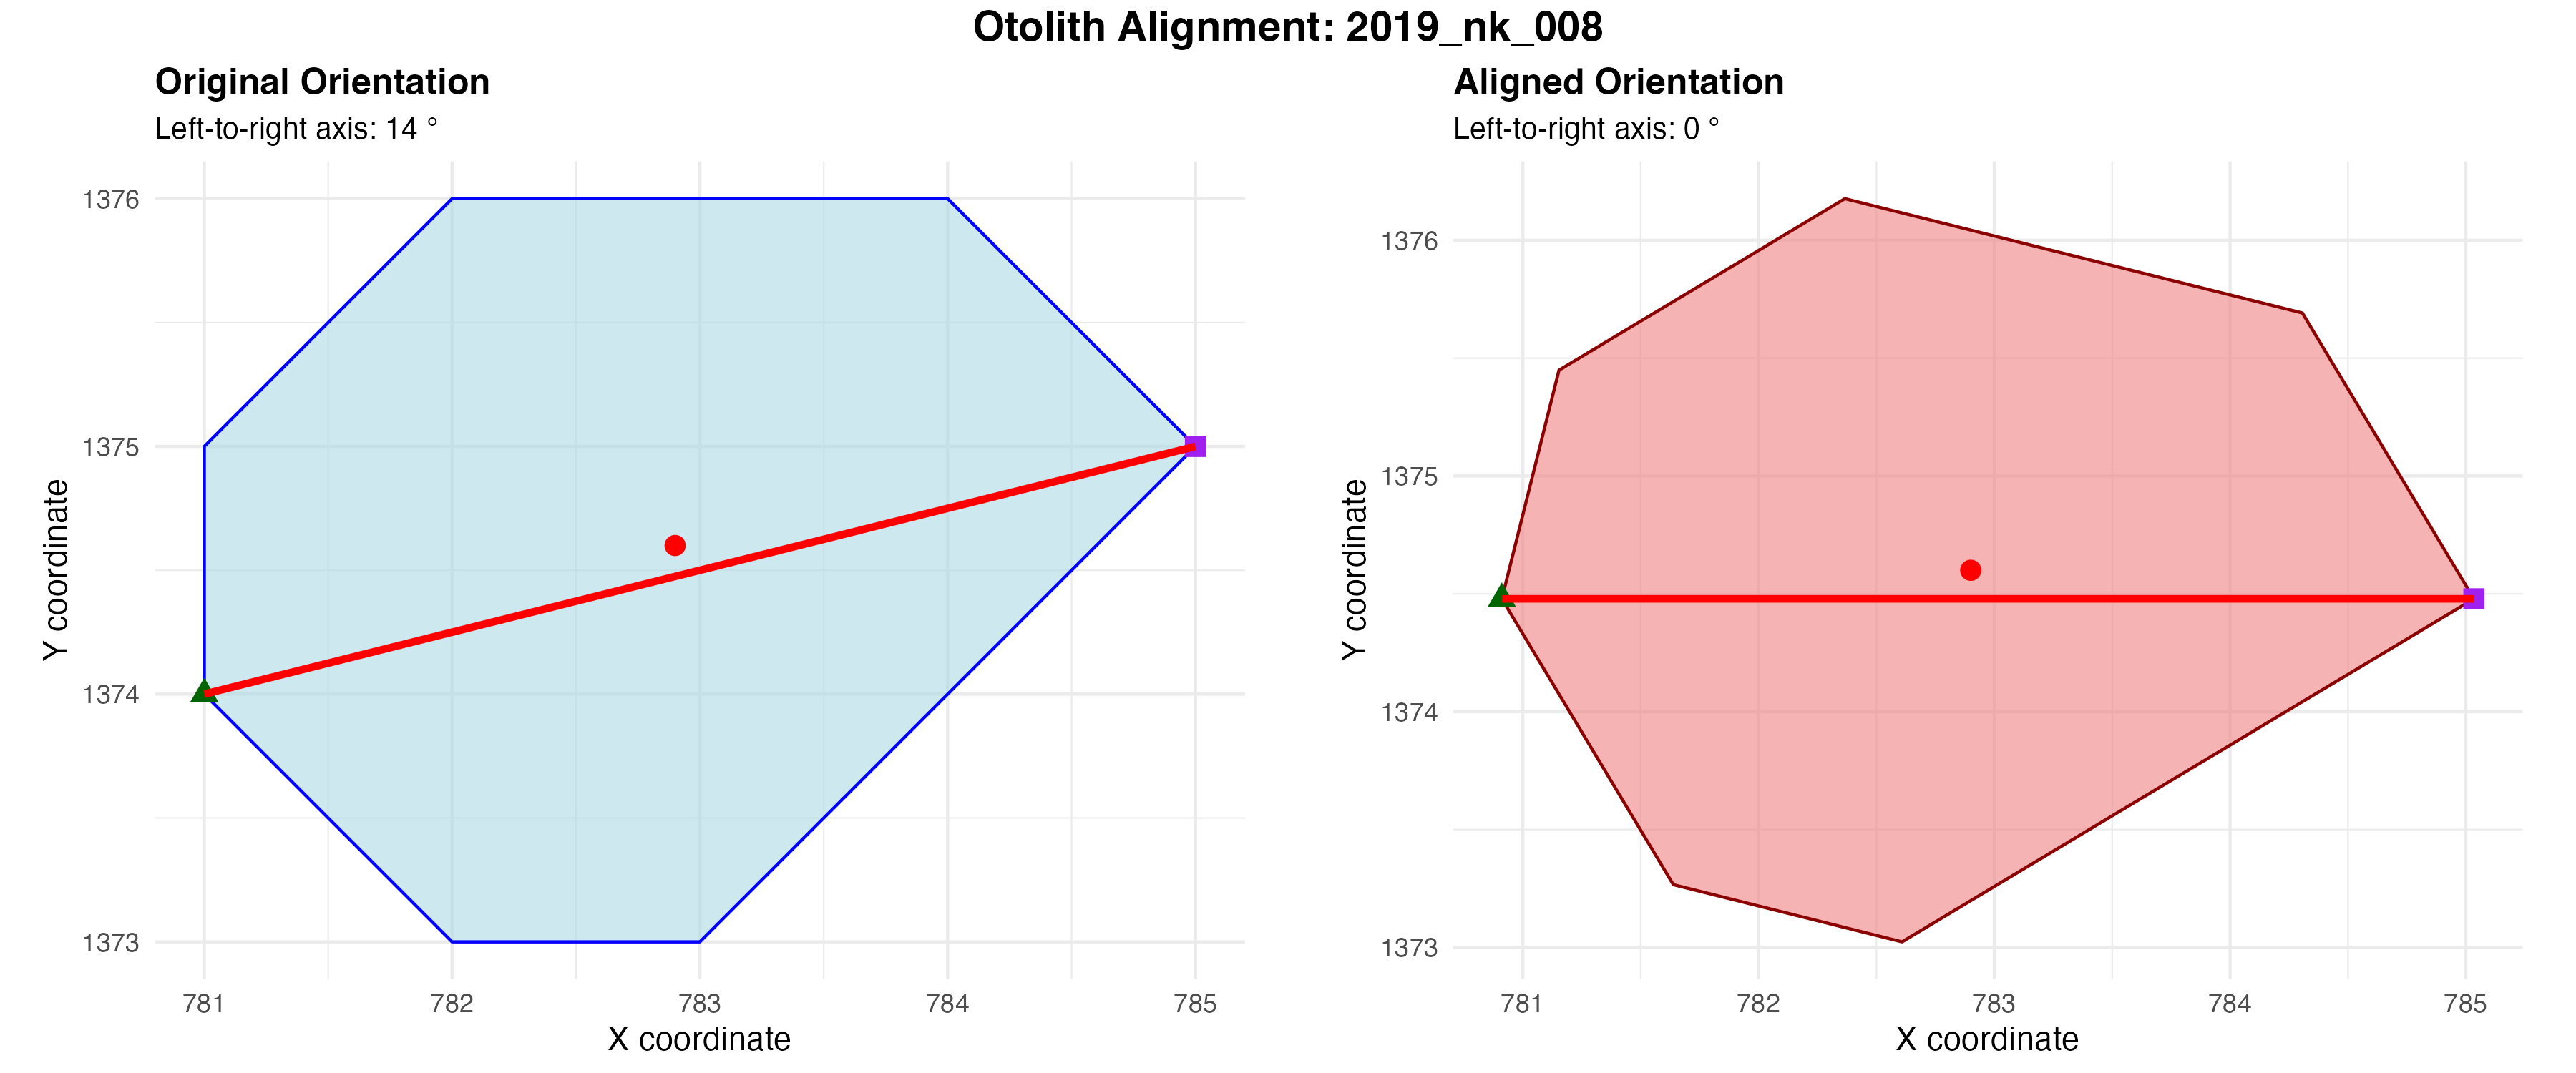 Otolith Alignment: 2019_nk_008
Original Orientation
Left-to-right axis: 14 °
1376
1375
1374
1373
Y coordinate
781 782 783 784 785
X coordinate
Aligned Orientation
Left-to-right axis: 0 °
1376
1375
1374
1373
Y coordinate
781 782 783 784 785
X coordinate